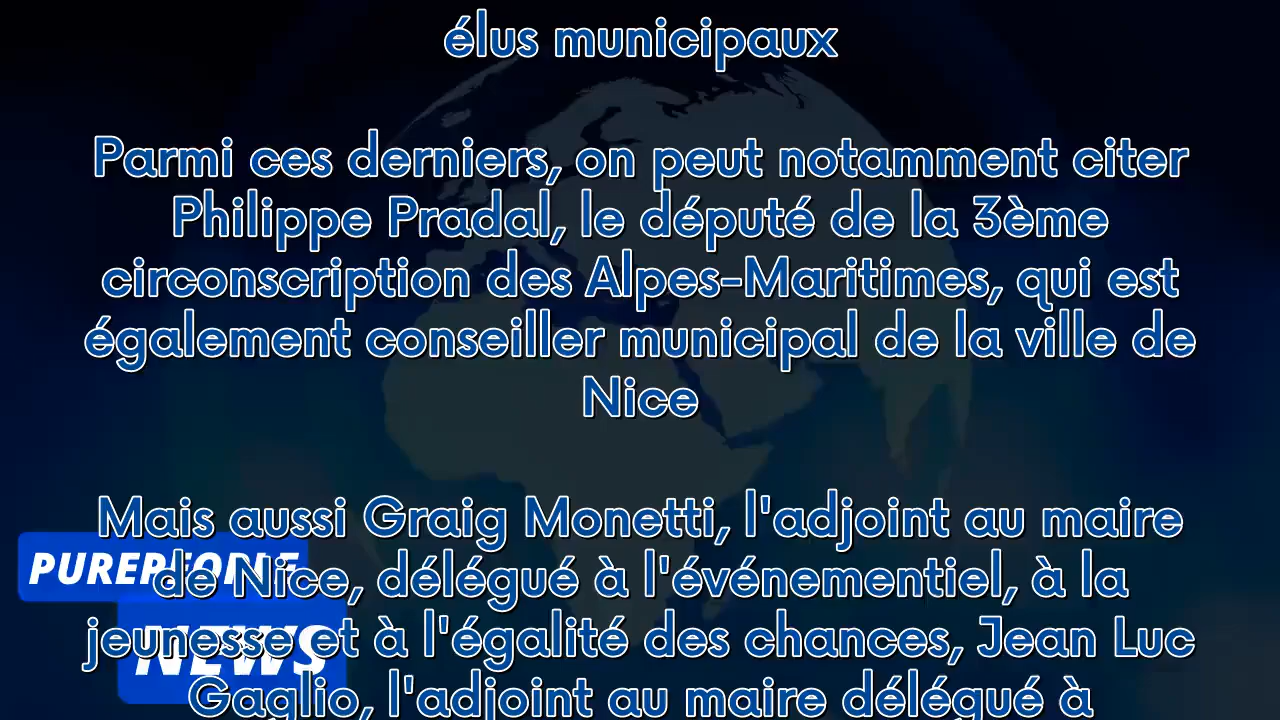 élus municipaux
Parmi ces derniers, on peut notamment citer
Philippe Pradal, le député de la 3ème
circonscription des Alpes-Maritimes, qui est
également conseiller municipal de la ville de
Nice
Mais aussi Graig Monetti, l'adjoint au maire
de Nice, délégué à l'événementiel, à la
jeunesse et à l'égalité des chances, Jean Luc
Gaglio, l'adjoint au maire délégué à
PUREPEOPLE
NEWS